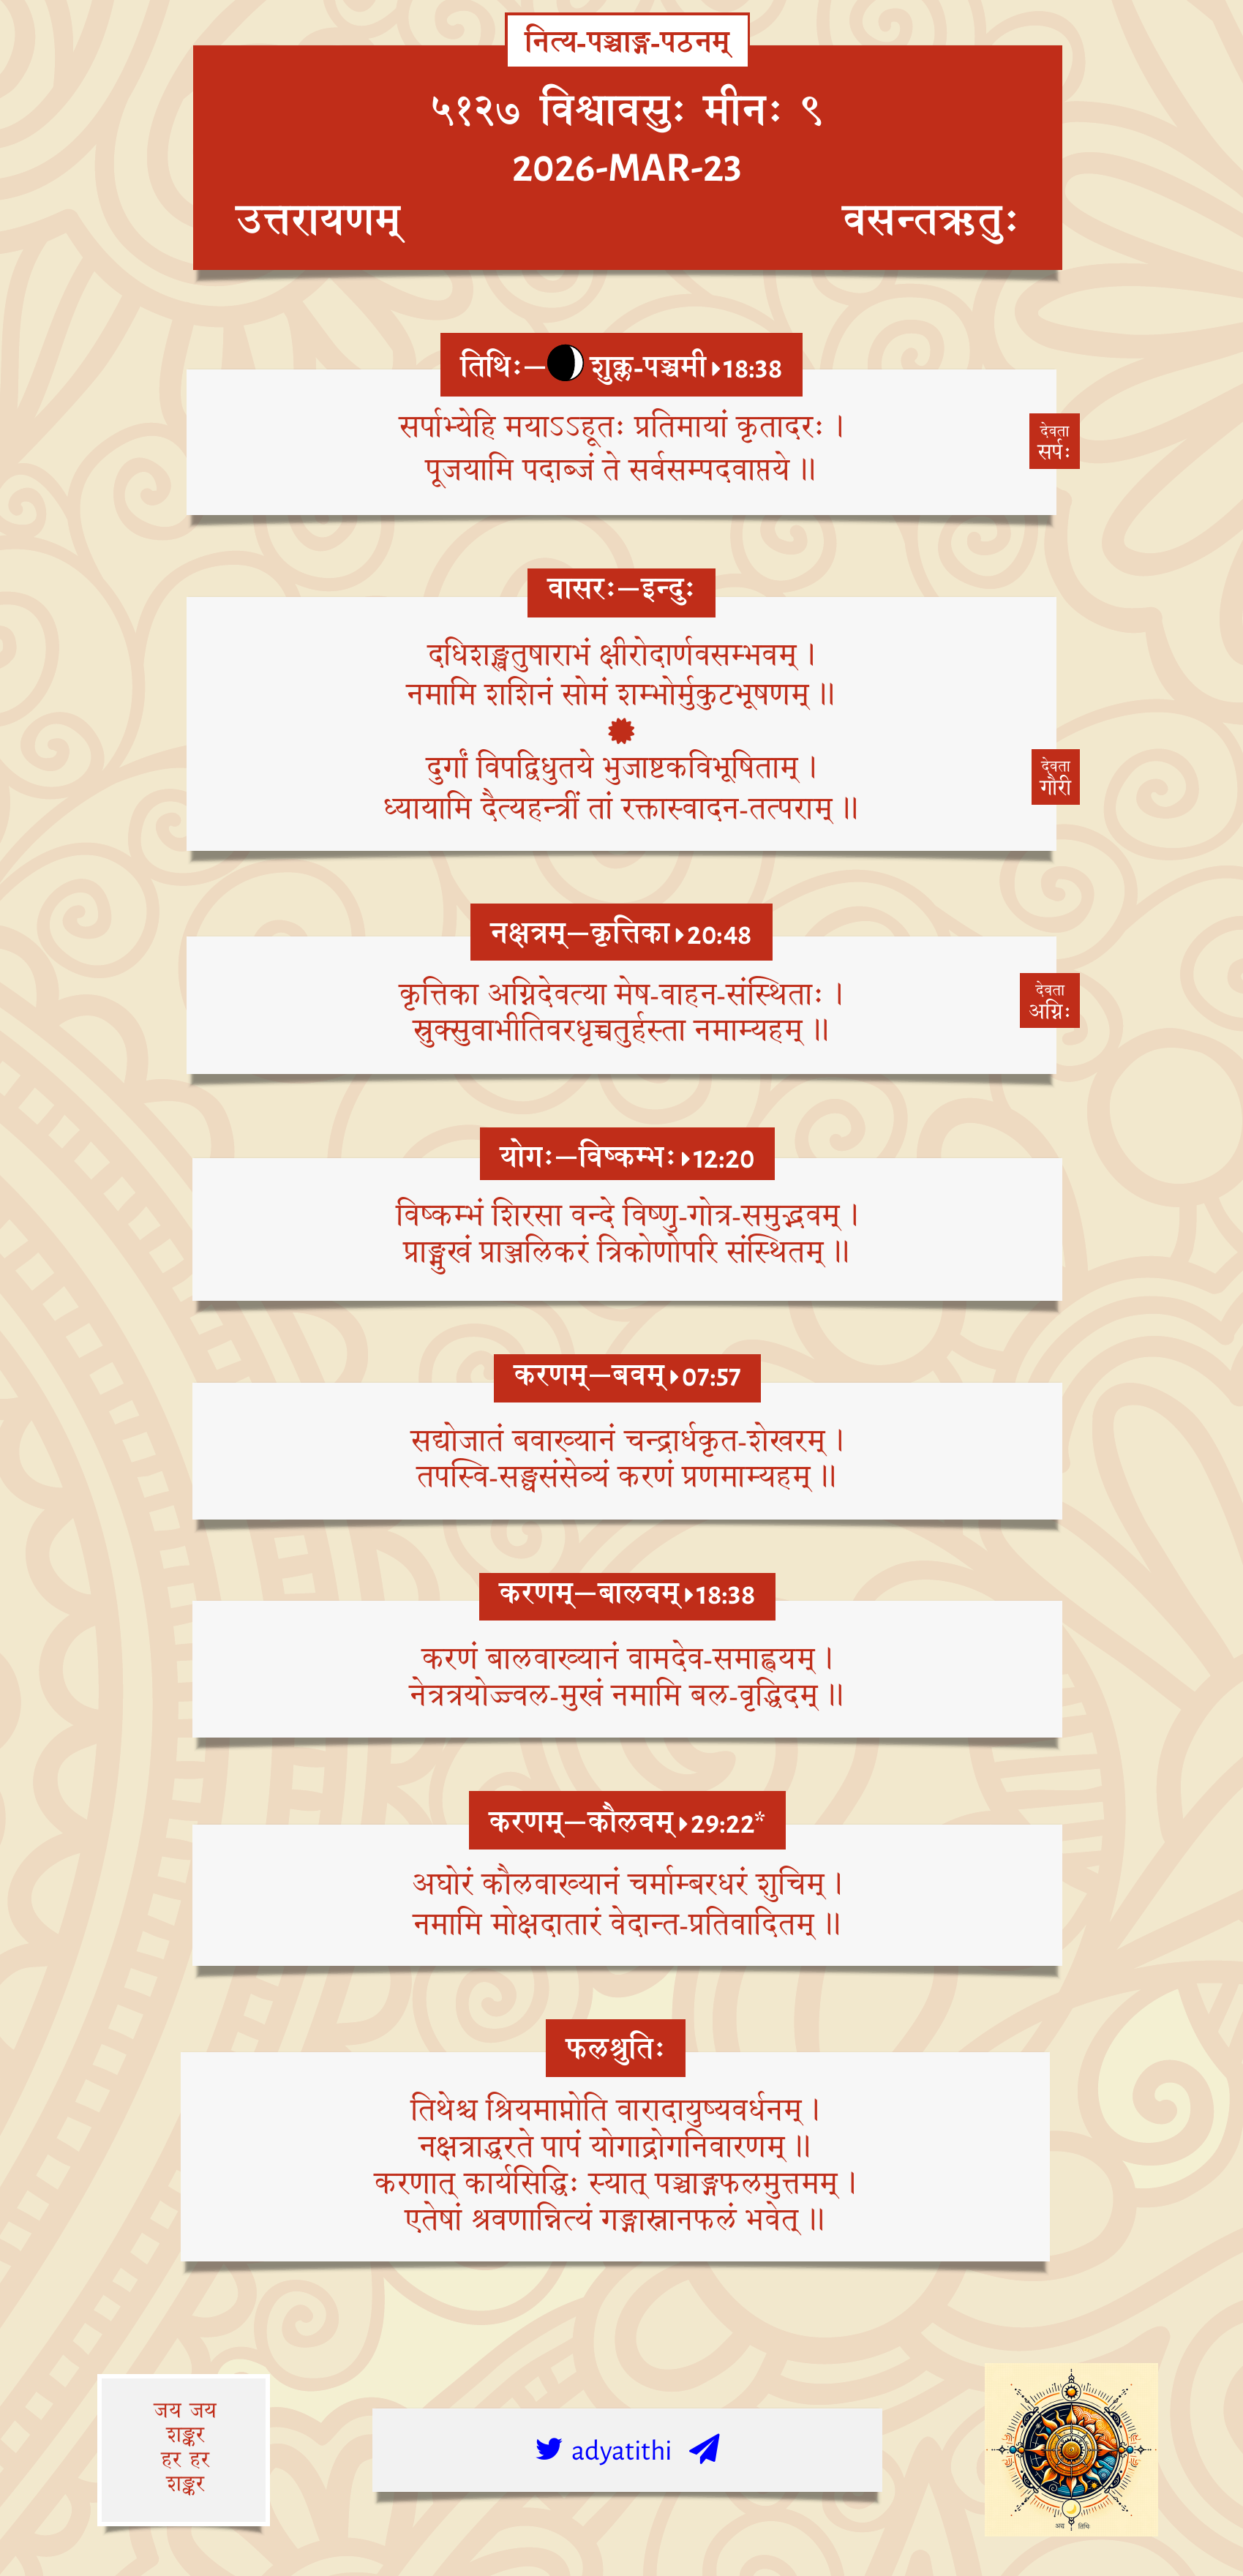 नित्य-पञ्चाङ्ग-पठनम्
५१२७ विश्वावसुः मीनः ९
2026-MAR-23
उत्तरायणम् वसन्तऋतुः
तिथिः—शुक्ल-पञ्चमी 18:38
सर्पाभ्येहि मयाऽऽहूतः प्रतिमायां कृतादरः ।
पूजयामि पदाब्जं ते सर्वसम्पदवाप्तये ॥
देवता
सर्पः
वासरः—इन्दुः
दधिशङ्खतुषाराभं क्षीरोदार्णवसम्भवम् ।
नमामि शशिनं सोमं शम्भोर्मुकुटभूषणम् ॥
दुर्गां विपद्विधुतये भुजाष्टकविभूषिताम् ।
ध्यायामि दैत्यहन्त्रीं तां रक्तास्वादन-तत्पराम् ॥
देवता
गौरी
नक्षत्रम्—कृत्तिका 20:48
कृत्तिका अग्निदेवत्या मेष-वाहन-संस्थिताः ।
स्रुक्सुवाभीतिवरधृच्चतुर्हस्ता नमाम्यहम् ॥
देवता
अग्निः
योगः—विष्कम्भः 12:20
विष्कम्भं शिरसा वन्दे विष्णु-गोत्र-समुद्भवम् ।
प्राङ्मुखं प्राञ्जलिकरं त्रिकोणोपरि संस्थितम् ॥
करणम्—बवम् 07:57
सद्योजातं बवाख्यानं चन्द्रार्धकृत-शेखरम् ।
तपस्वि-सङ्घसंसेव्यं करणं प्रणमाम्यहम् ॥
करणम्—बालवम् 18:38
करणं बालवाख्यानं वामदेव-समाह्वयम् ।
नेत्रत्रयोज्ज्वल-मुखं नमामि बल-वृद्धिदम् ॥
करणम्—कौलवम् 29:22*
अघोरं कौलवाख्यानं चर्माम्बरधरं शुचिम् ।
नमामि मोक्षदातारं वेदान्त-प्रतिवादितम् ॥
फलश्रुतिः
तिथेश्च श्रियमाप्नोति वारादायुष्यवर्धनम् ।
नक्षत्राद्धरते पापं योगाद्रोगनिवारणम् ॥
करणात् कार्यसिद्धिः स्यात् पञ्चाङ्गफलमुत्तमम् ।
एतेषां श्रवणान्नित्यं गङ्गास्नानफलं भवेत् ॥
जय जय
शङ्कर
हर हर
शङ्कर
adyatithi
अद्य तिथि